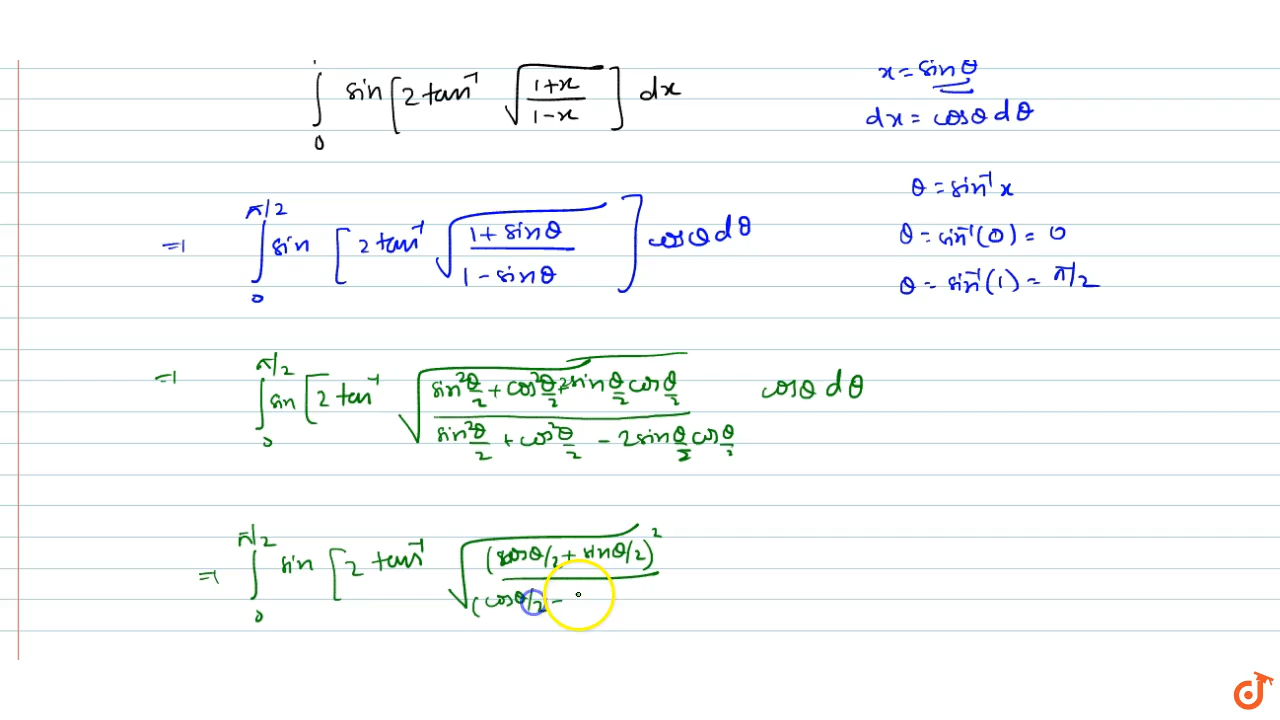 ∫₀¹ sin[2 tan⁻¹ √((1+x)/(1-x))] dx
x = sinθ
dx = cosθ dθ
θ = sin⁻¹x
⇒ ∫₀^(π/2) sin[2 tan⁻¹ √((1+sinθ)/(1-sinθ))] cosθ dθ
θ = sin⁻¹(0) = 0
θ = sin⁻¹(1) = π/2
⇒ ∫₀^(π/2) sin[2 tan⁻¹ √((sin²θ/2 + cos²θ/2 + 2sinθ/2 cosθ/2)/(sin²θ/2 + cos²θ/2 - 2sinθ/2 cosθ/2)) cosθ dθ
⇒ ∫₀^(π/2) sin[2 tan⁻¹ √((cosθ/2 + sinθ/2)²/(cosθ/2 -